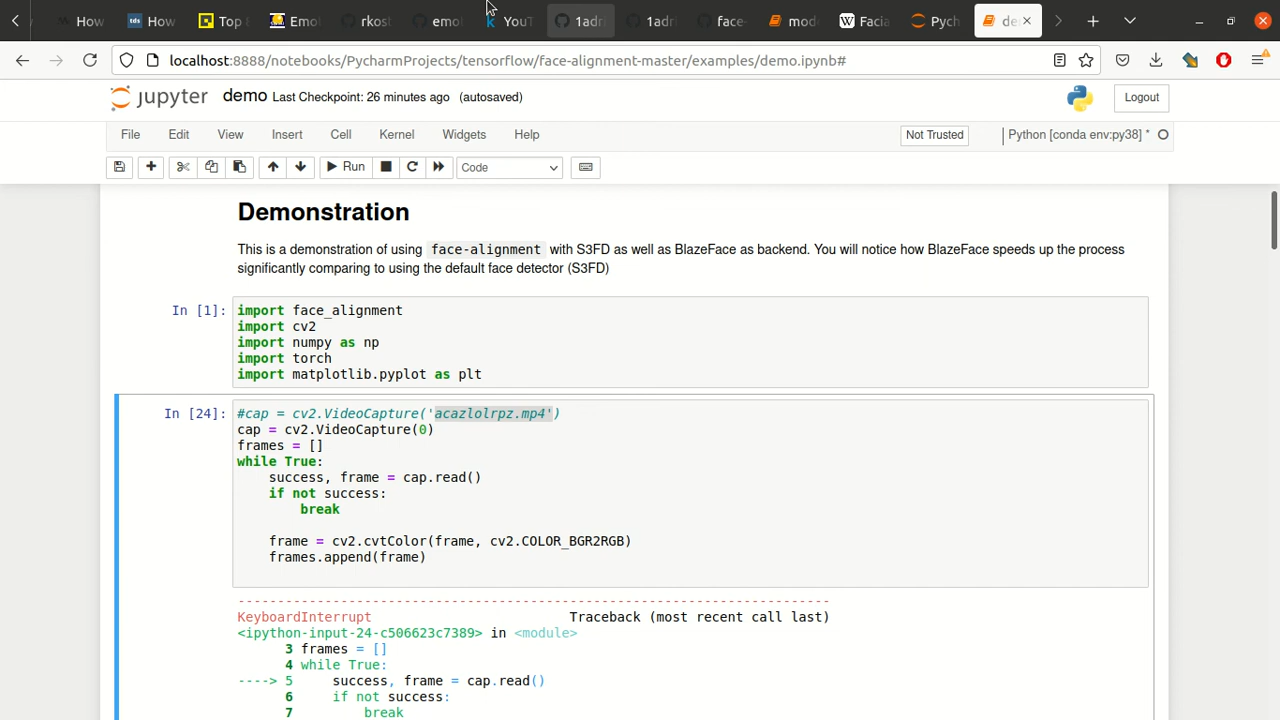 How
How
Top
Emot
rkost
emot
YouT
1adri
1adri
face-
mode
Facia
Pych
de
localhost:8888/notebooks/PycharmProjects/tensorflow/face-alignment-master/examples/demo.ipynb#
jupyter demo Last Checkpoint: 26 minutes ago (autosaved)
Logout
File Edit View Insert Cell Kernel Widgets Help
Not Trusted
Python [conda env:py38] *
Run
Code
Demonstration
This is a demonstration of using face-alignment with S3FD as well as BlazeFace as backend. You will notice how BlazeFace speeds up the process
significantly comparing to using the default face detector (S3FD)
In [1]:
import face_alignment
import cv2
import numpy as np
import torch
import matplotlib.pyplot as plt
In [24]:
#cap = cv2.VideoCapture('acazlolrpz.mp4')
cap = cv2.VideoCapture(0)
frames = []
while True:
    success, frame = cap.read()
    if not success:
        break
    frame = cv2.cvtColor(frame, cv2.COLOR_BGR2RGB)
    frames.append(frame)
---------------------------------------------------------------------------
KeyboardInterrupt Traceback (most recent call last)
<ipython-input-24-c506623c7389> in <module>
3 frames = []
4 while True:
----> 5     success, frame = cap.read()
6     if not success:
7         break